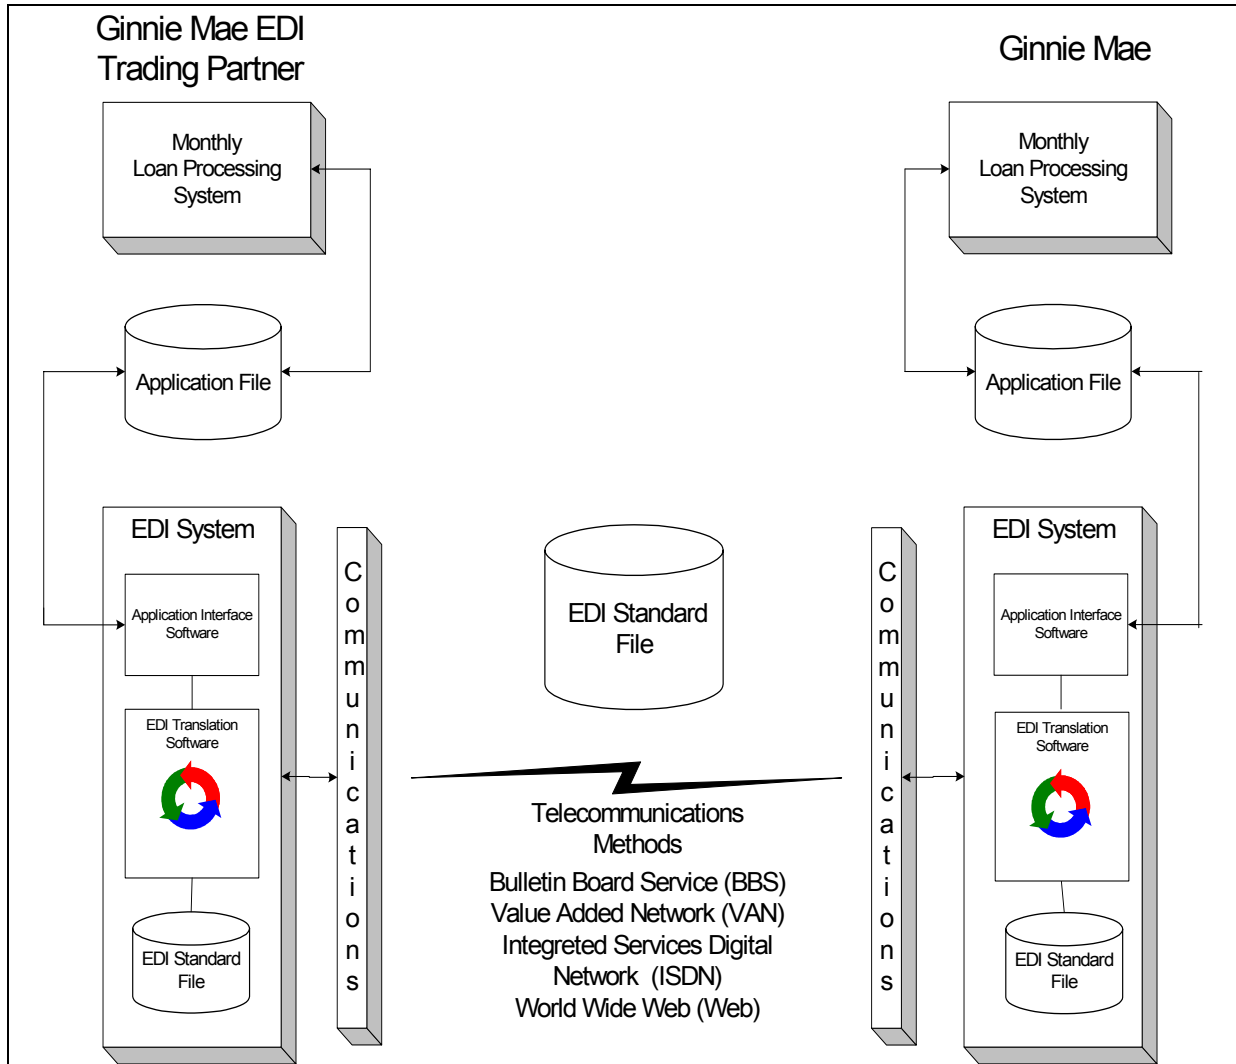 Ginnie Mae EDI
Trading Partner
Ginnie Mae
Monthly
Loan Processing
System
Monthly
Loan Processing
System
Application File
Application File
EDI System
Application Interface
Software
EDI Translation
Software
EDI Standard
File
Communications
EDI Standard
File
Telecommunications
Methods
Bulletin Board Service (BBS)
Value Added Network (VAN)
Integreted Services Digital
Network (ISDN)
World Wide Web (Web)
Communications
EDI System
Application Interface
Software
EDI Translation
Software
EDI Standard
File